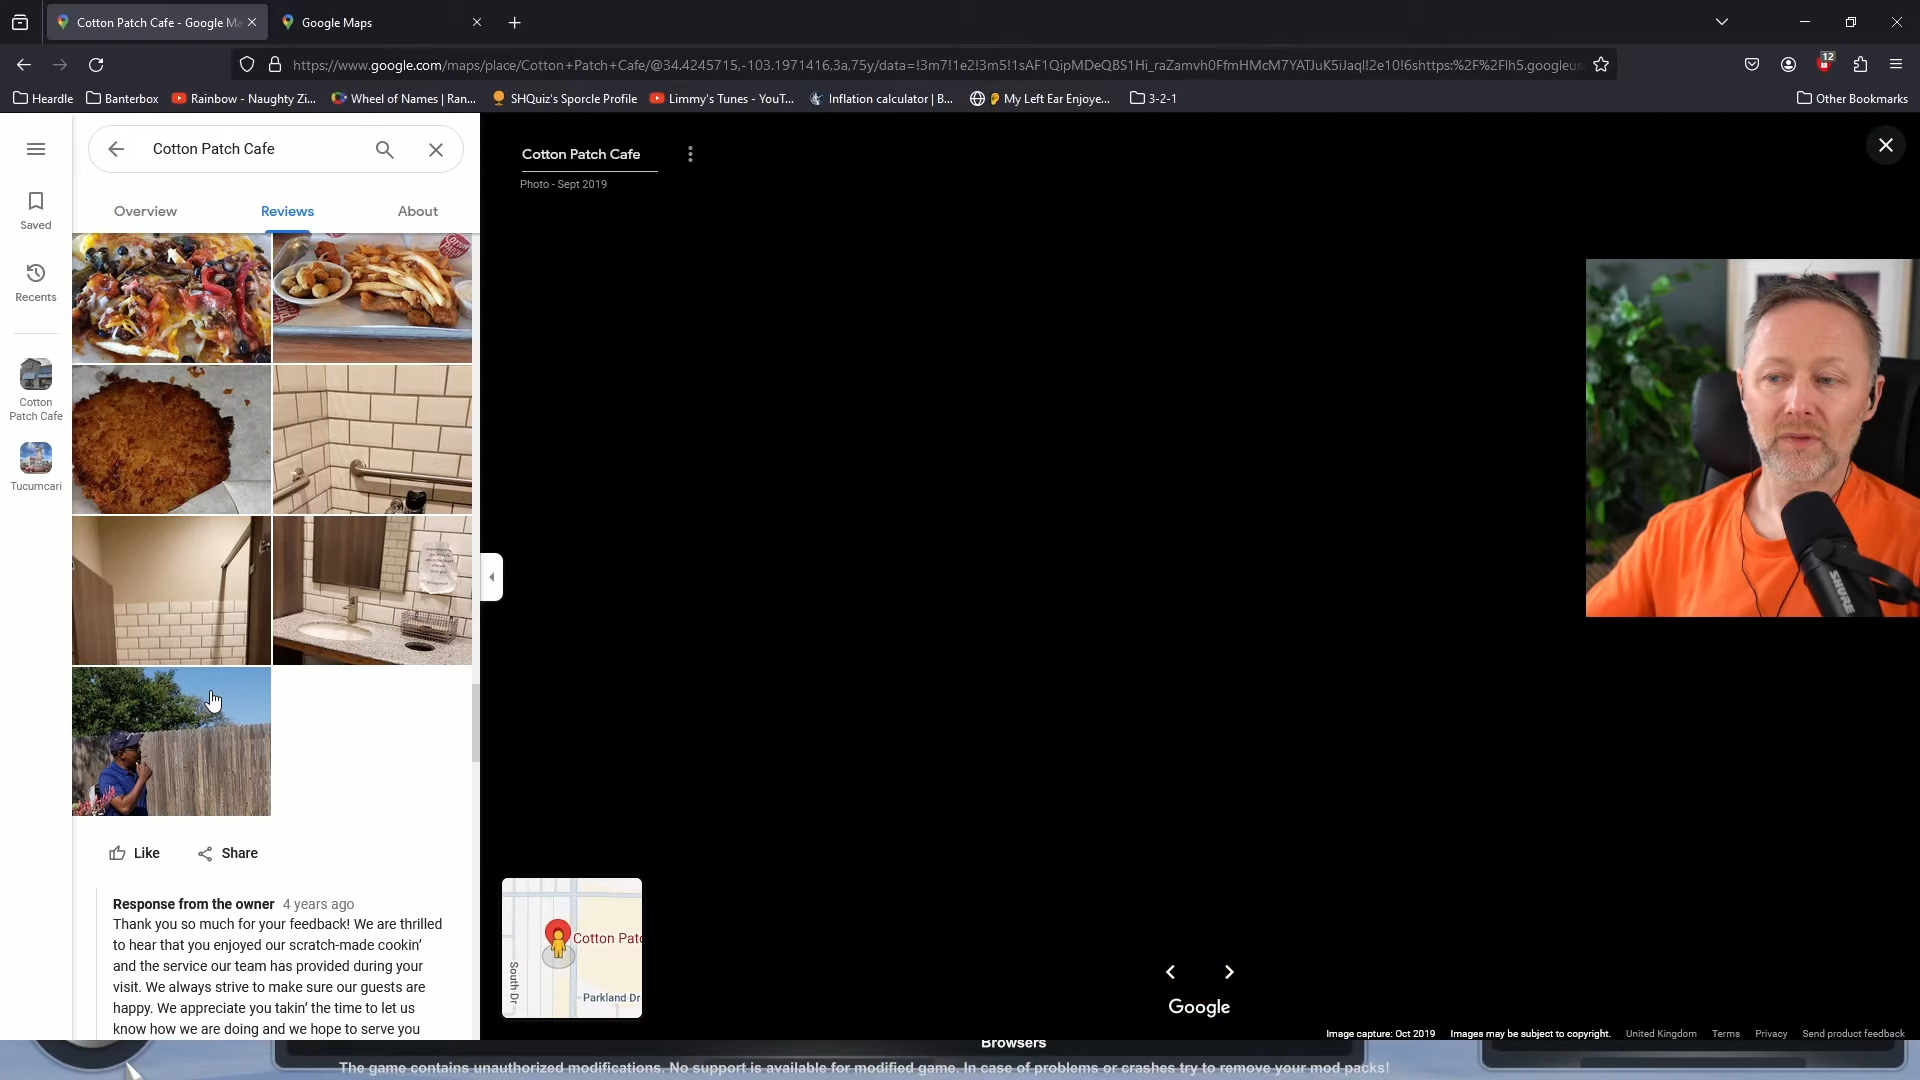 Cotton Patch Cafe - Google Ma
Google Maps
https://www.google.com/maps/place/Cotton+Patch+Cafe/@34.4245715,-103.1971416,3a,75y/data=!3m7!1e2!3m5!1sAF1QipMDeQBS1Hi_raZamvh0FfmHMcM7YATJuK5iJaqI!2e10!6shttps:%2F%2Flh5.googleus
12
Heardle
Banterbox
Rainbow - Naughty Zi...
Wheel of Names | Ran...
SHQuiz's Sporcle Profile
Limmy's Tunes - YouT...
Inflation calculator | B...
My Left Ear Enjoye...
3-2-1
Other Bookmarks
Cotton Patch Cafe
Saved
Recents
Cotton
Patch Cafe
Tucumcari
Overview
Reviews
About
Cotton Patch Cafe
Photo - Sept 2019
COTTON
PATCH
Like
Share
Response from the owner 4 years ago
Thank you so much for your feedback! We are thrilled
to hear that you enjoyed our scratch-made cookin'
and the service our team has provided during your
visit. We always strive to make sure our guests are
happy. We appreciate you takin' the time to let us
know how we are doing and we hope to serve you
Cotton Patc
South Dr
Parkland Dr
Google
Image capture: Oct 2019
Images may be subject to copyright.
United Kingdom
Terms
Privacy
Send product feedback
SHURE
Browsers
The game contains unauthorized modifications. No support is available for modified game. In case of problems or crashes try to remove your mod packs!